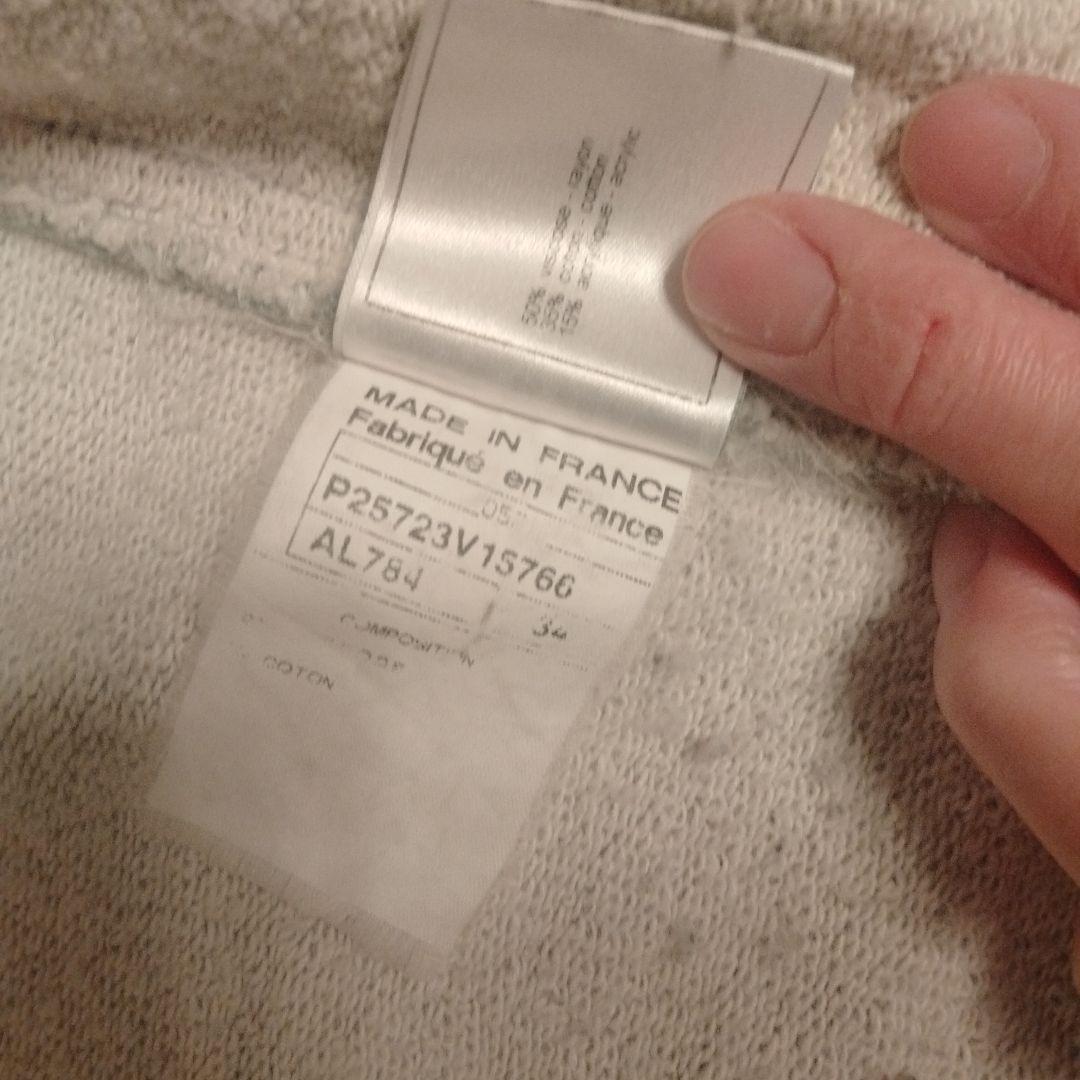 50% viscose - rayon
35% coton - cotton
15% acrylique - acrylic
MADE IN FRANCE
Fabriqué en France
05
P25723V15766
AL784
COMPOSITION
COTON